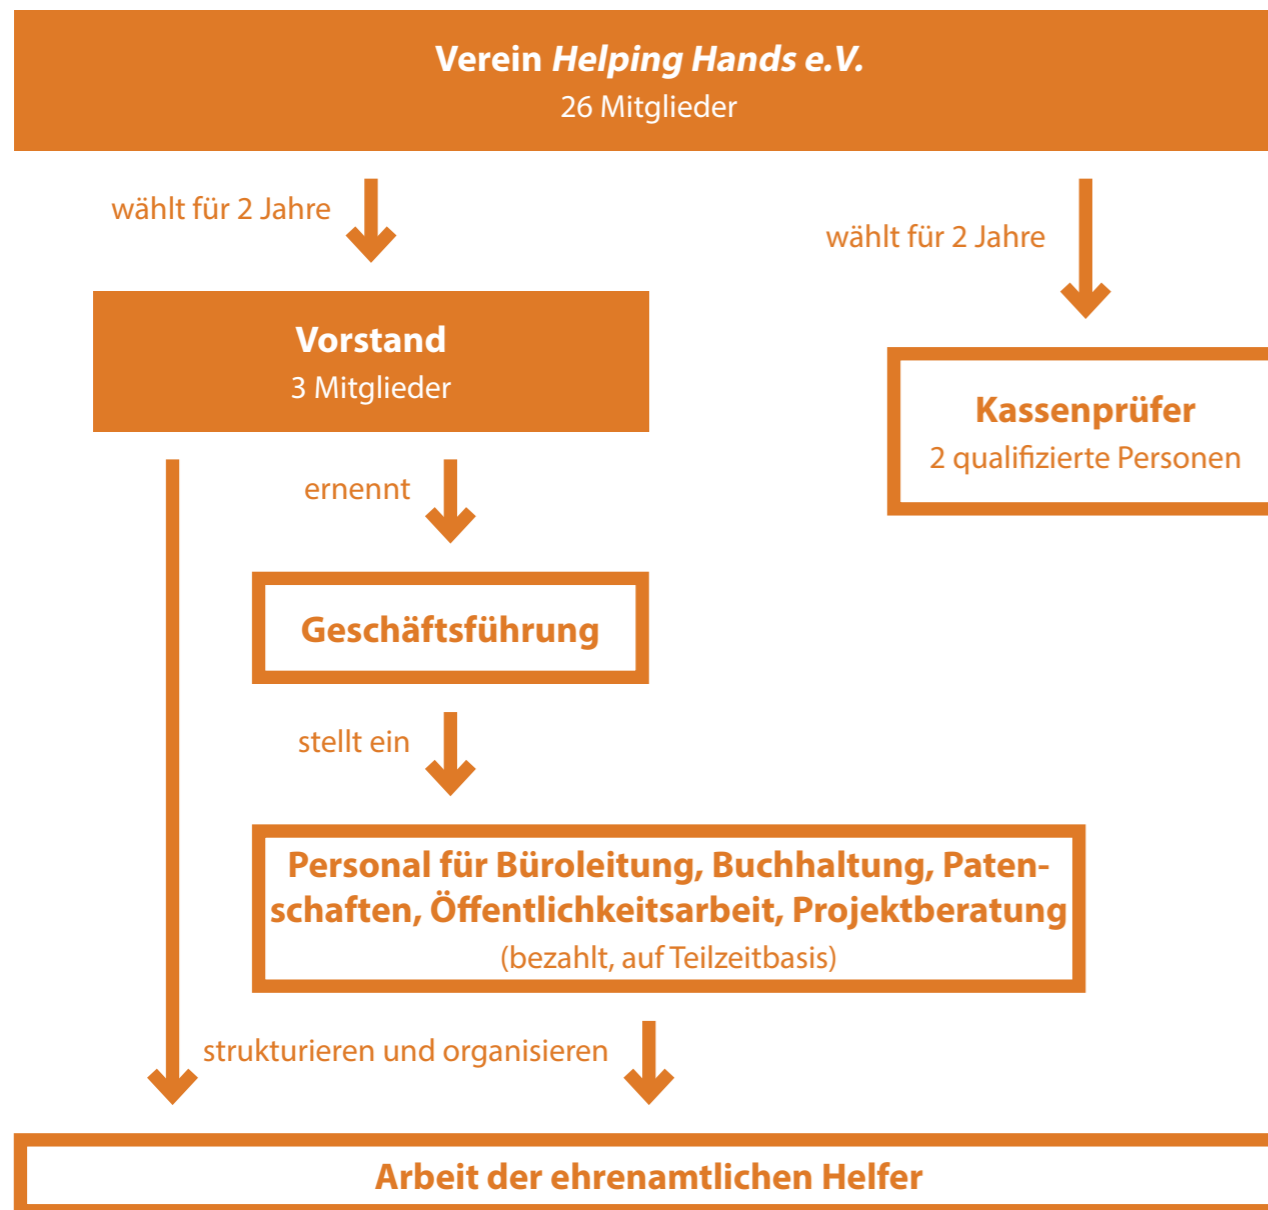 Verein Helping Hands e.V.
26 Mitglieder
wählt für 2 Jahre
wählt für 2 Jahre
Vorstand
3 Mitglieder
Kassenprüfer
2 qualifizierte Personen
ernennt
Geschäftsführung
stellt ein
Personal für Büroleitung, Buchhaltung, Paten-
schaften, Öffentlichkeitsarbeit, Projektberatung
(bezahlt, auf Teilzeitbasis)
strukturieren und organisieren
Arbeit der ehrenamtlichen Helfer